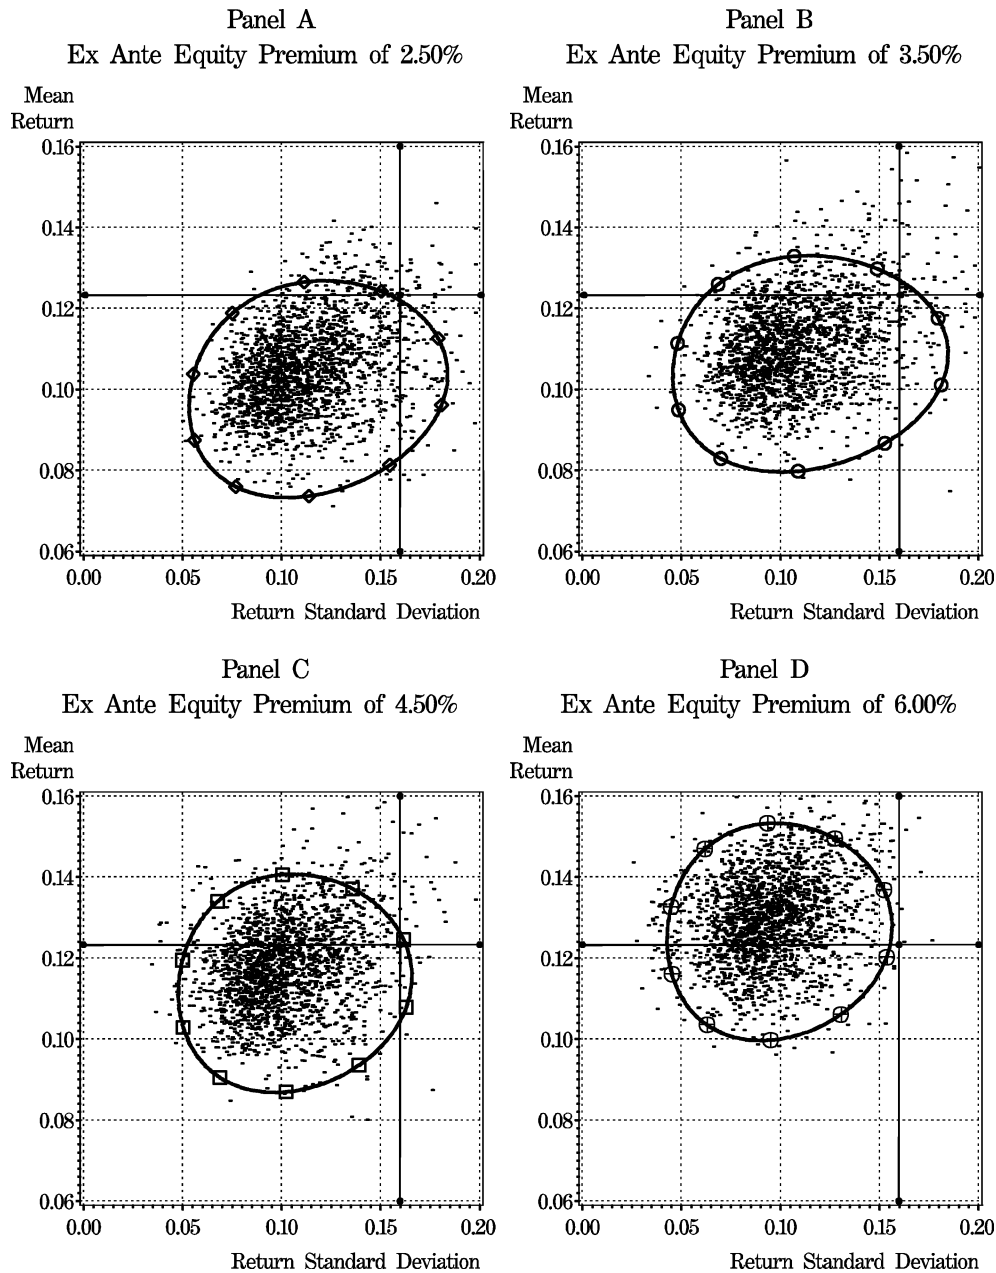 Panel A
Ex Ante Equity Premium of 2.50%
Mean
Return
0.16
0.14
0.12
0.10
0.08
0.06
0.00 0.05 0.10 0.15 0.20
Return Standard Deviation
Panel B
Ex Ante Equity Premium of 3.50%
Mean
Return
0.16
0.14
0.12
0.10
0.08
0.06
0.00 0.05 0.10 0.15 0.20
Return Standard Deviation
Panel C
Ex Ante Equity Premium of 4.50%
Mean
Return
0.16
0.14
0.12
0.10
0.08
0.06
0.00 0.05 0.10 0.15 0.20
Return Standard Deviation
Panel D
Ex Ante Equity Premium of 6.00%
Mean
Return
0.16
0.14
0.12
0.10
0.08
0.06
0.00 0.05 0.10 0.15 0.20
Return Standard Deviation